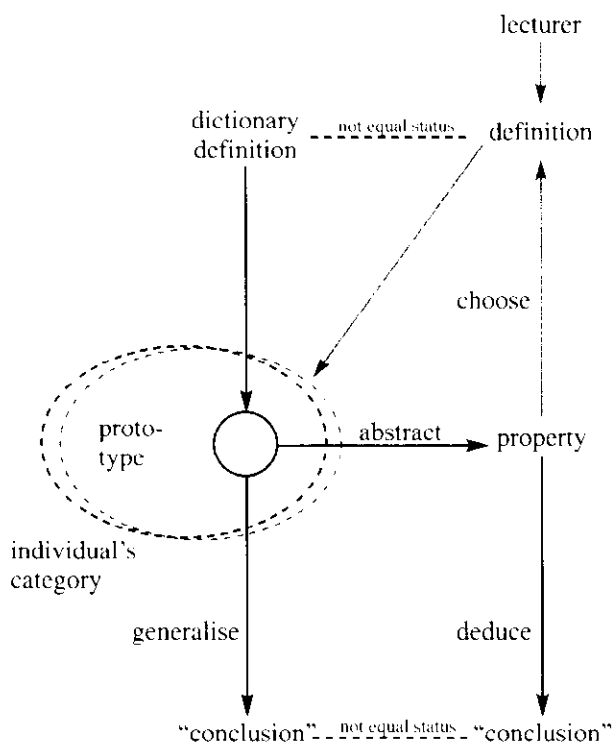 lecturer
dictionary
definition
not equal status
definition
choose
proto-
type
abstract
property
individual's
category
generalise
deduce
“conclusion”
not equal status
“conclusion”